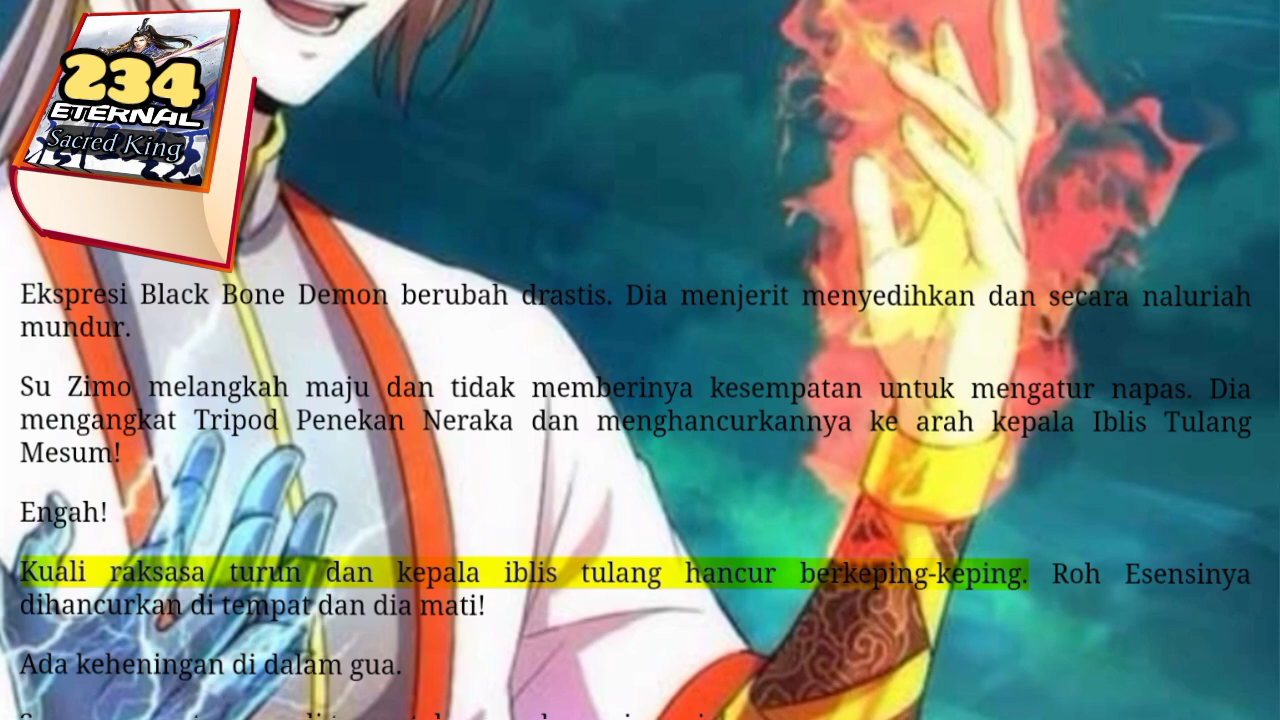 234
ETERNAL
Sacred King
Ekspresi Black Bone Demon berubah drastis. Dia menjerit menyedihkan dan secara naluriah
mundur.
Su Zimo melangkah maju dan tidak memberinya kesempatan untuk mengatur napas. Dia
mengangkat Tripod Penekan Neraka dan menghancurkannya ke arah kepala Iblis Tulang
Mesum!
Engah!
Kuali raksasa turun dan kepala iblis tulang hancur berkeping-keping. Roh Esensinya
dihancurkan di tempat dan dia mati!
Ada keheningan di dalam gua.